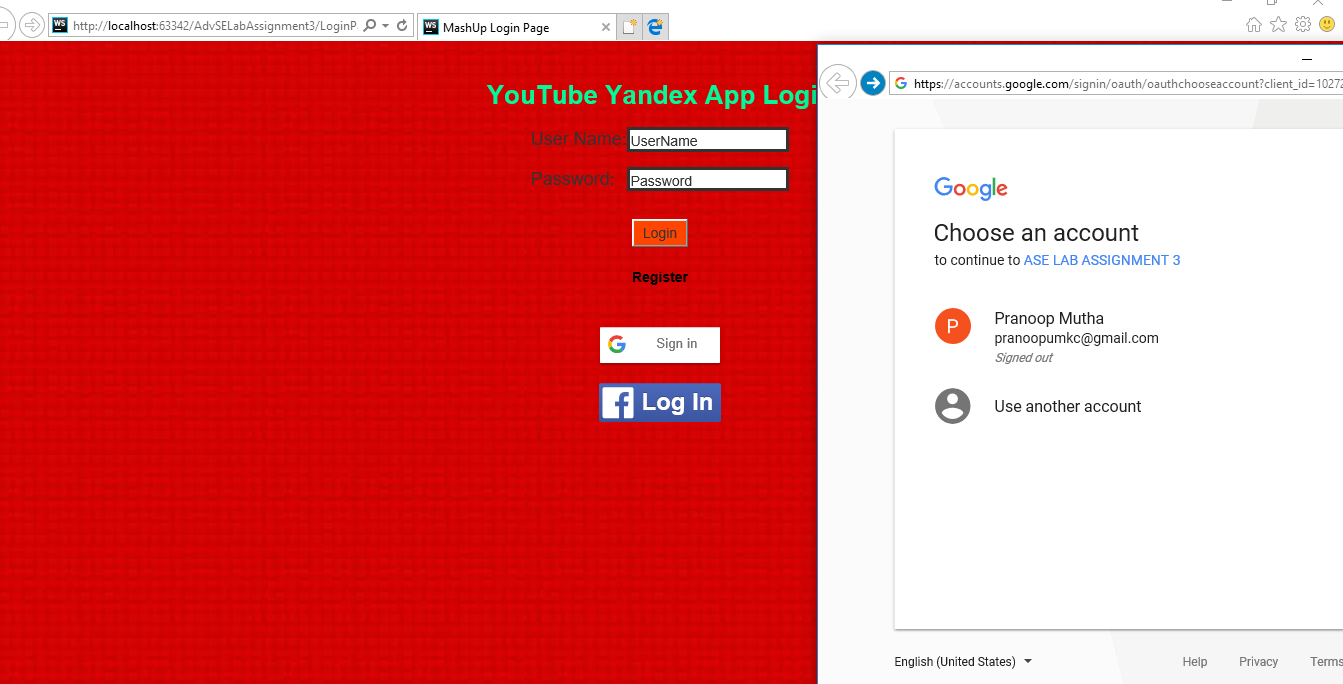 http://localhost:63342/AdvSELabAssignment3/LoginP
MashUp Login Page
YouTube Yandex App Logi
User Name:
UserName
Password:
Password
Login
Register
Sign in
Log In
https://accounts.google.com/signin/oauth/oauthchooseaccount?client_id=10272
Google
Choose an account
to continue to ASE LAB ASSIGNMENT 3
P
Pranoop Mutha
pranoopumkc@gmail.com
Signed out
Use another account
English (United States)
Help Privacy Terms